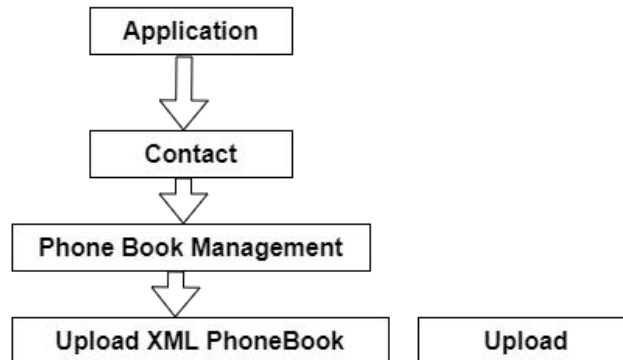 Application
Contact
Phone Book Management
Upload XML PhoneBook
Upload